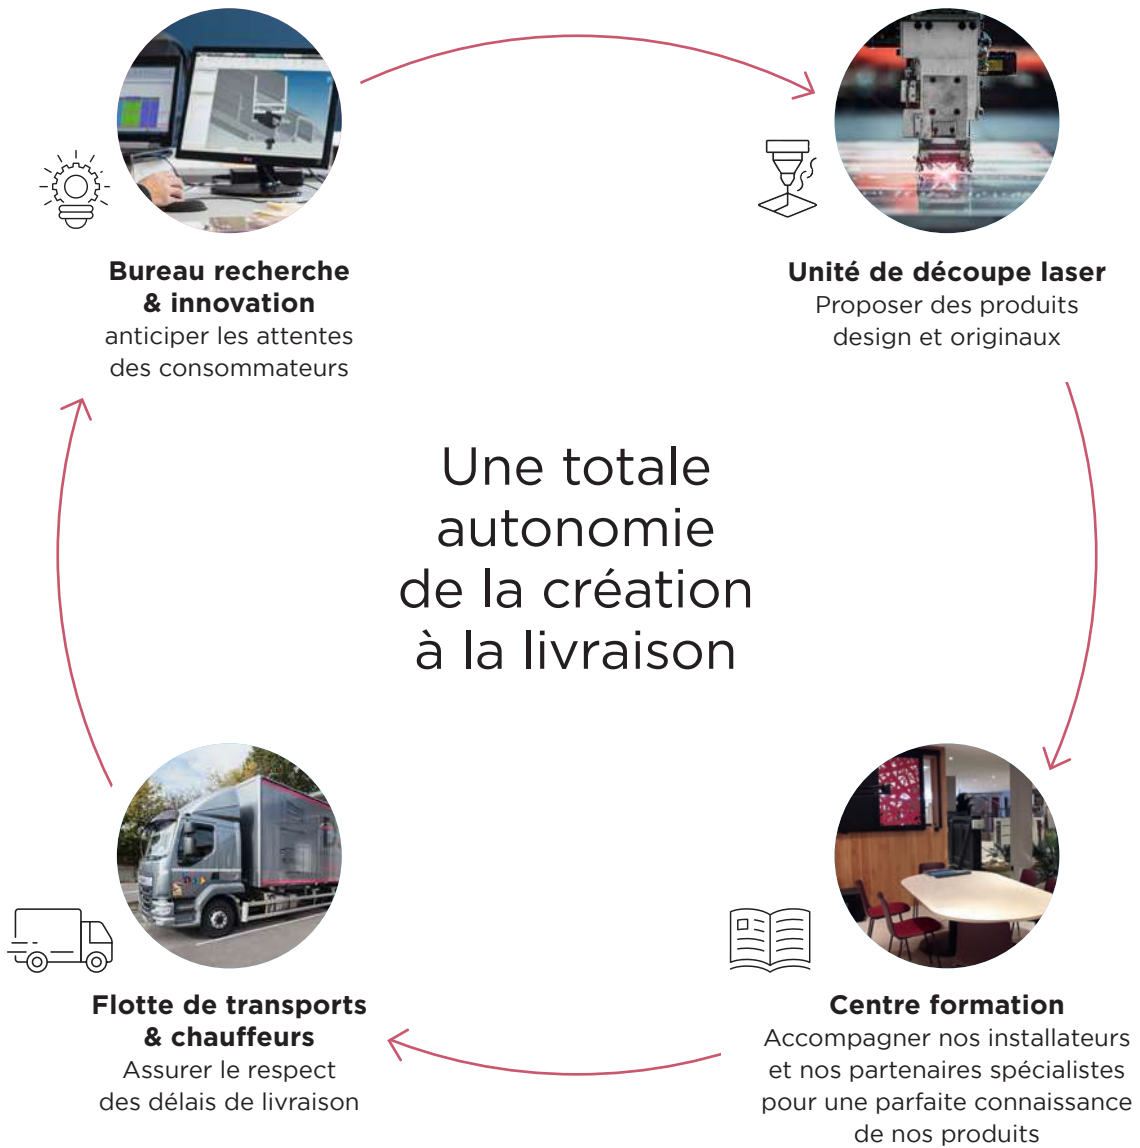 Bureau recherche
& innovation
anticiper les attentes
des consommateurs
Unité de découpe laser
Proposer des produits
design et originaux
Une totale
autonomie
de la création
à la livraison
Flotte de transports
& chauffeurs
Assurer le respect
des délais de livraison
Centre formation
Accompagner nos installateurs
et nos partenaires spécialistes
pour une parfaite connaissance
de nos produits